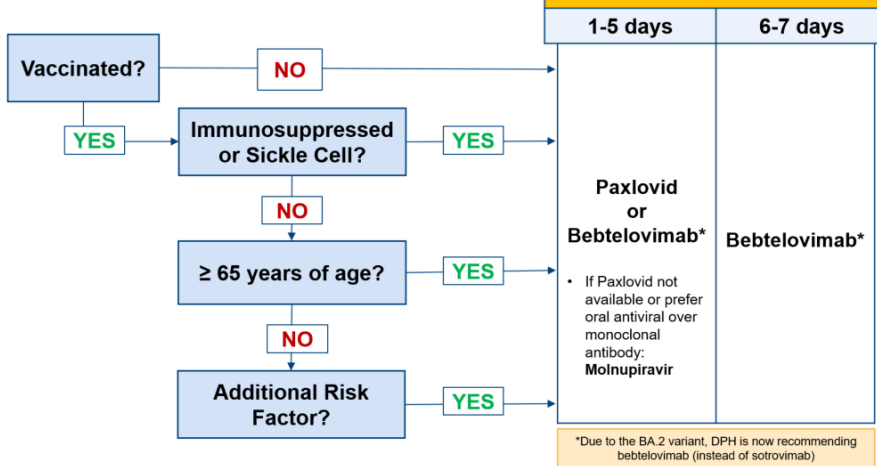 1-5 days
6-7 days
Vaccinated?
NO
YES
Immunosuppressed
or Sickle Cell?
YES
NO
≥ 65 years of age?
YES
NO
Additional Risk
Factor?
YES
Paxlovid
or
Bebtelovimab*
• If Paxlovid not
available or prefer
oral antiviral over
monoclonal
antibody:
Molnupiravir
Bebtelovimab*
*Due to the BA.2 variant, DPH is now recommending
bebtelovimab (instead of sotrovimab)